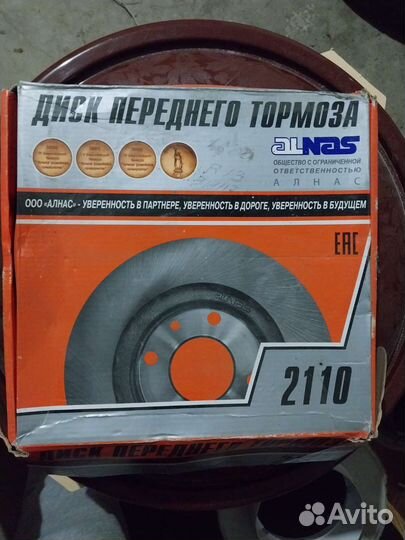 ДИСК ПЕРЕДНЕГО ТОРМОЗА
ALNAS
ОБЩЕСТВО С ОГРАНИЧЕННОЙ
ОТВЕТСТВЕННОСТЬЮ
АЛНАС
ООО «АЛНАС» - УВЕРЕННОСТЬ В ПАРТНЕРЕ, УВЕРЕННОСТЬ В ДОРОГЕ, УВЕРЕННОСТЬ В БУДУЩЕМ
EAC
ALNAS
2110
ДИСК ПЕРЕДНЕГО ТОРМОЗА
Avito